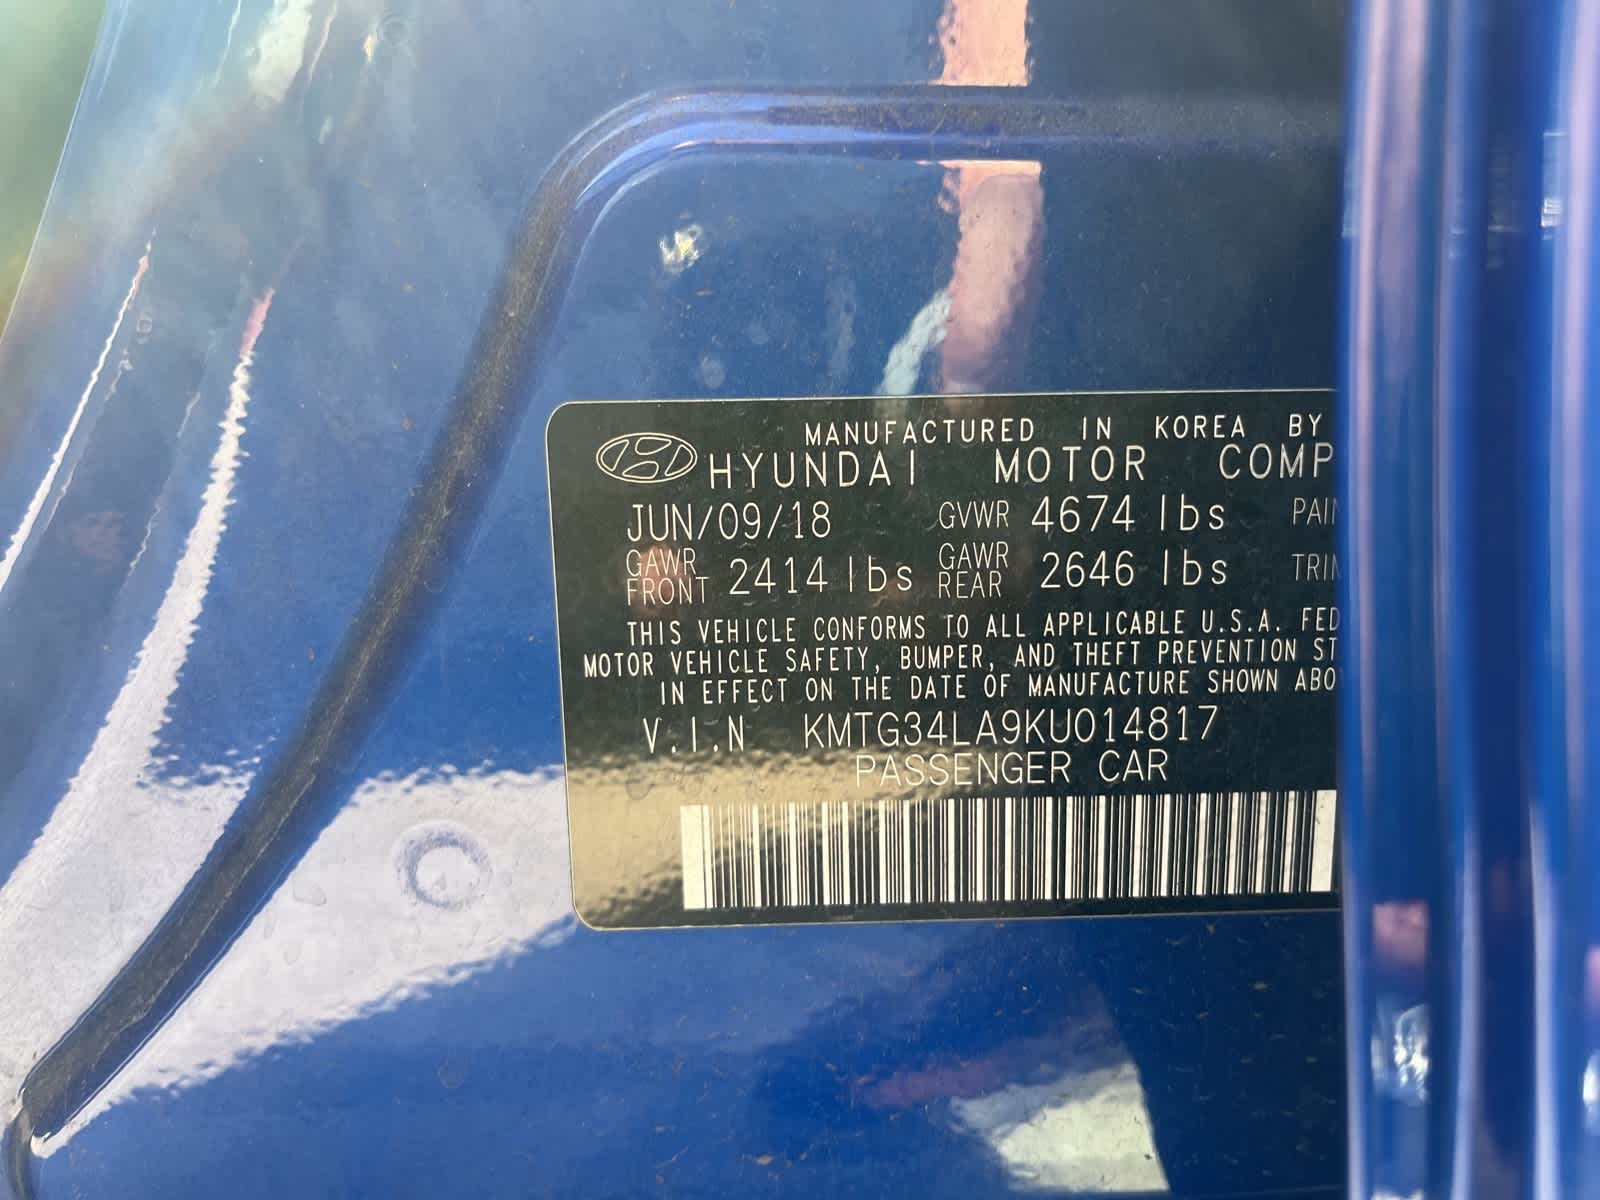 MANUFACTURED IN KOREA BY
HYUNDAI MOTOR COMP
JUN/09/18 GVWR 4674 lbs PAIN
GAWR FRONT 2414 lbs GAWR REAR 2646 lbs TRIM
THIS VEHICLE CONFORMS TO ALL APPLICABLE U.S.A. FED
MOTOR VEHICLE SAFETY, BUMPER, AND THEFT PREVENTION ST
IN EFFECT ON THE DATE OF MANUFACTURE SHOWN ABO
V.I.N KMTG34LA9KU014817
PASSENGER CAR